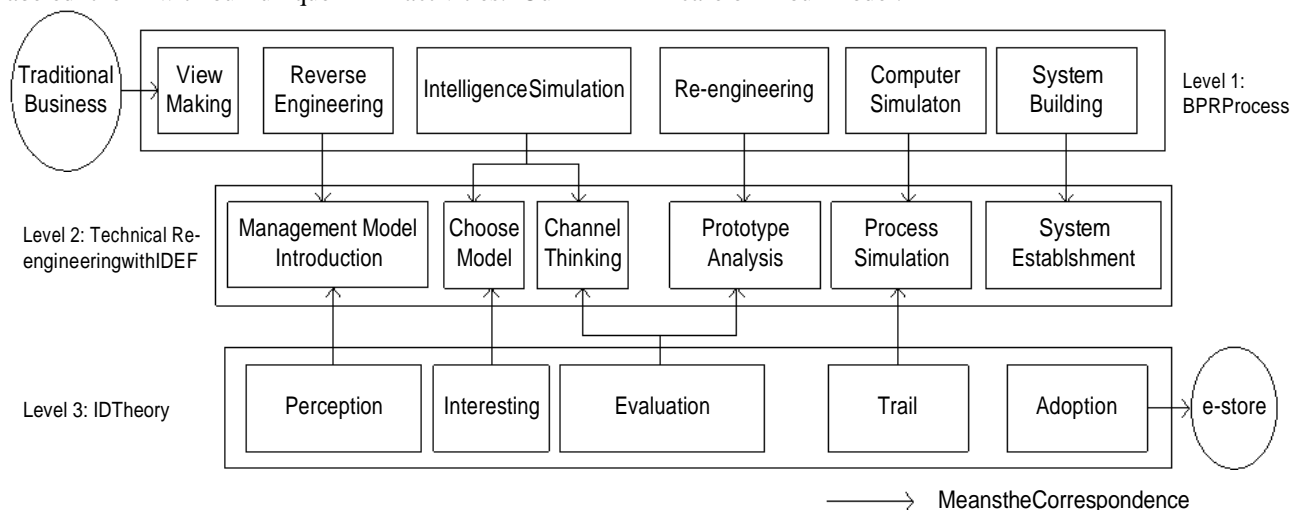 Traditional
Business
View
Making
Reverse
Engineering
IntelligenceSimulation
Re-engineering
Computer
Simulaton
System
Building
Level 1:
BPRProcess
Level 2: Technical Re-
engineeringwithIDEF
Management Model
Introduction
Choose
Model
Channel
Thinking
Prototype
Analysis
Process
Simulation
System
Establshment
Level 3: IDTheory
Perception
Interesting
Evaluation
Trail
Adoption
e-store
MeanstheCorrespondence